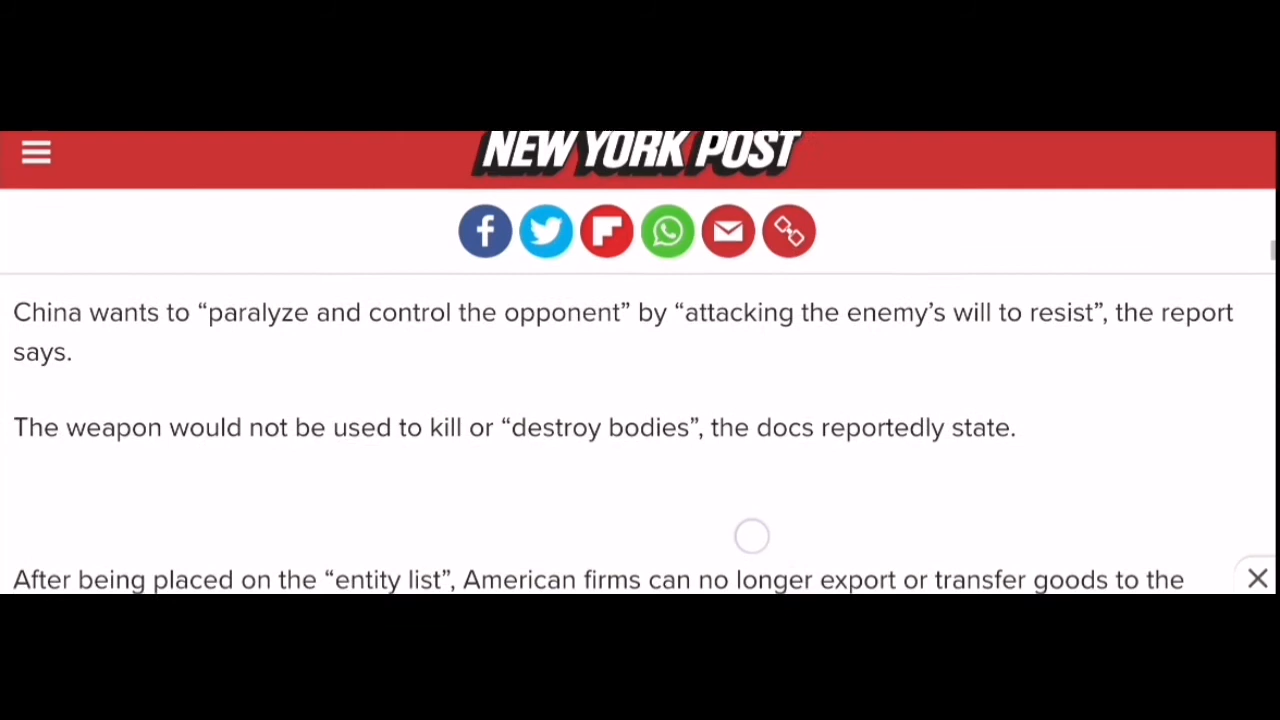 NEW YORK POST
China wants to “paralyze and control the opponent” by “attacking the enemy’s will to resist”, the report
says.
The weapon would not be used to kill or “destroy bodies”, the docs reportedly state.
After being placed on the “entity list”, American firms can no longer export or transfer goods to the